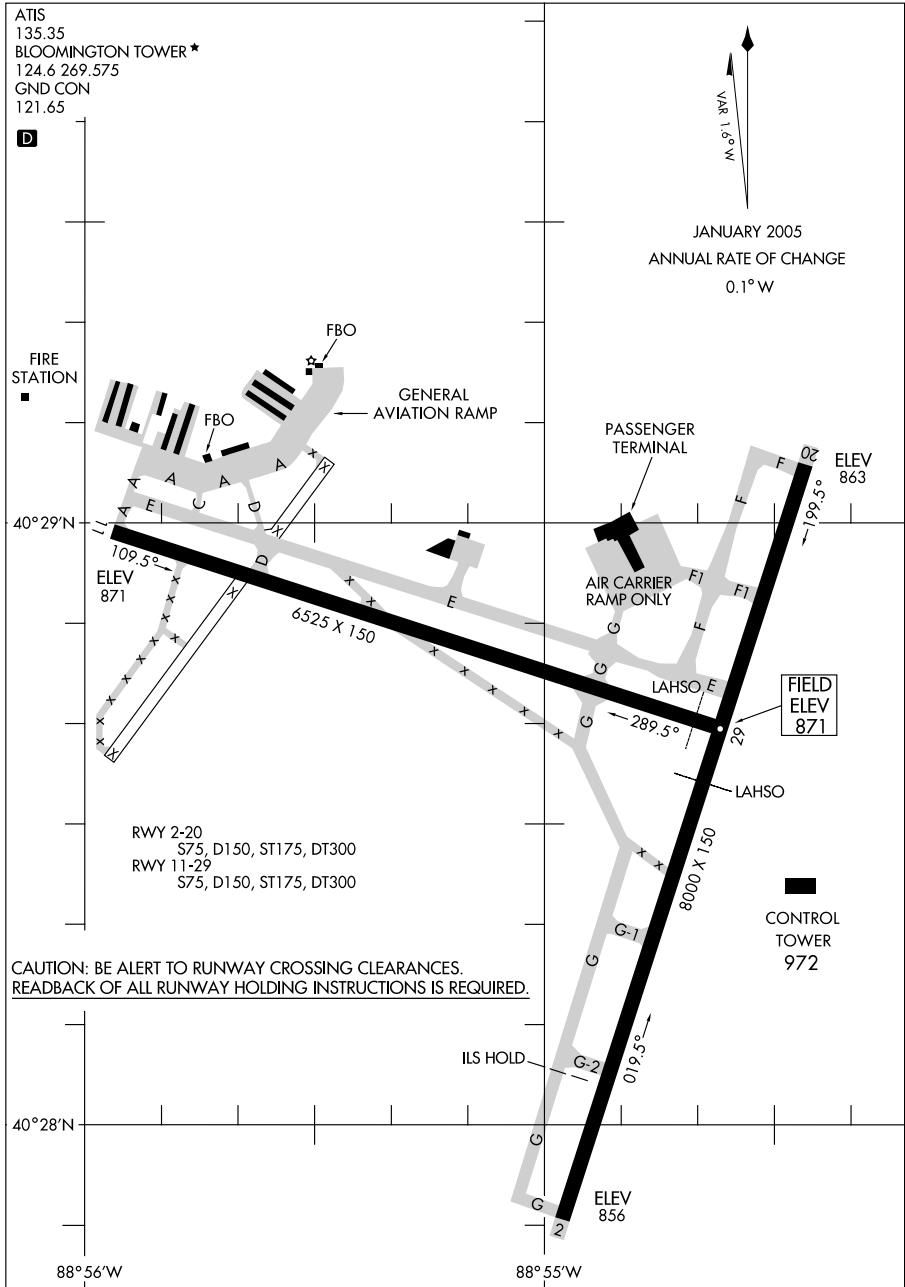 ATIS
135.35
BLOOMINGTON TOWER ★
124.6 269.575
GND CON
121.65
D
VAR 1.6° W
JANUARY 2005
ANNUAL RATE OF CHANGE
0.1° W
FBO
FIRE
STATION
GENERAL
AVIATION RAMP
FBO
PASSENGER
TERMINAL
20
ELEV
863
199.5°
F
F
F1
F1
F
AIR CARRIER
RAMP ONLY
A
A
A
C
A
A
D
D
E
40°29'N
11
109.5°
ELEV
871
6525 X 150
E
G
G
G
LAHSO
E
289.5°
29
FIELD
ELEV
871
LAHSO
X
X
X
X
RWY 2-20
S75, D150, ST175, DT300
RWY 11-29
S75, D150, ST175, DT300
8000 X 150
CONTROL
TOWER
972
G-1
G
CAUTION: BE ALERT TO RUNWAY CROSSING CLEARANCES.
READBACK OF ALL RUNWAY HOLDING INSTRUCTIONS IS REQUIRED.
ILS HOLD
G-2
019.5°
40°28'N
G
G
2
ELEV
856
88°56'W
88°55'W